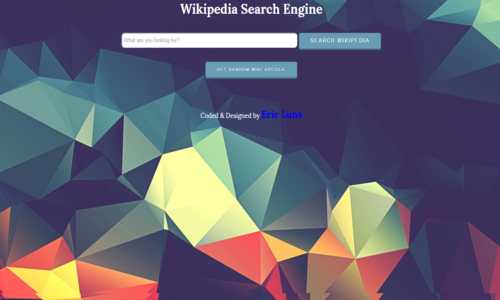 Wikipedia Search Engine
What are you looking for?
SEARCH WIKIPEDIA
GET RANDOM WIKI ARTICLE
Coded & Designed by Eric Luna